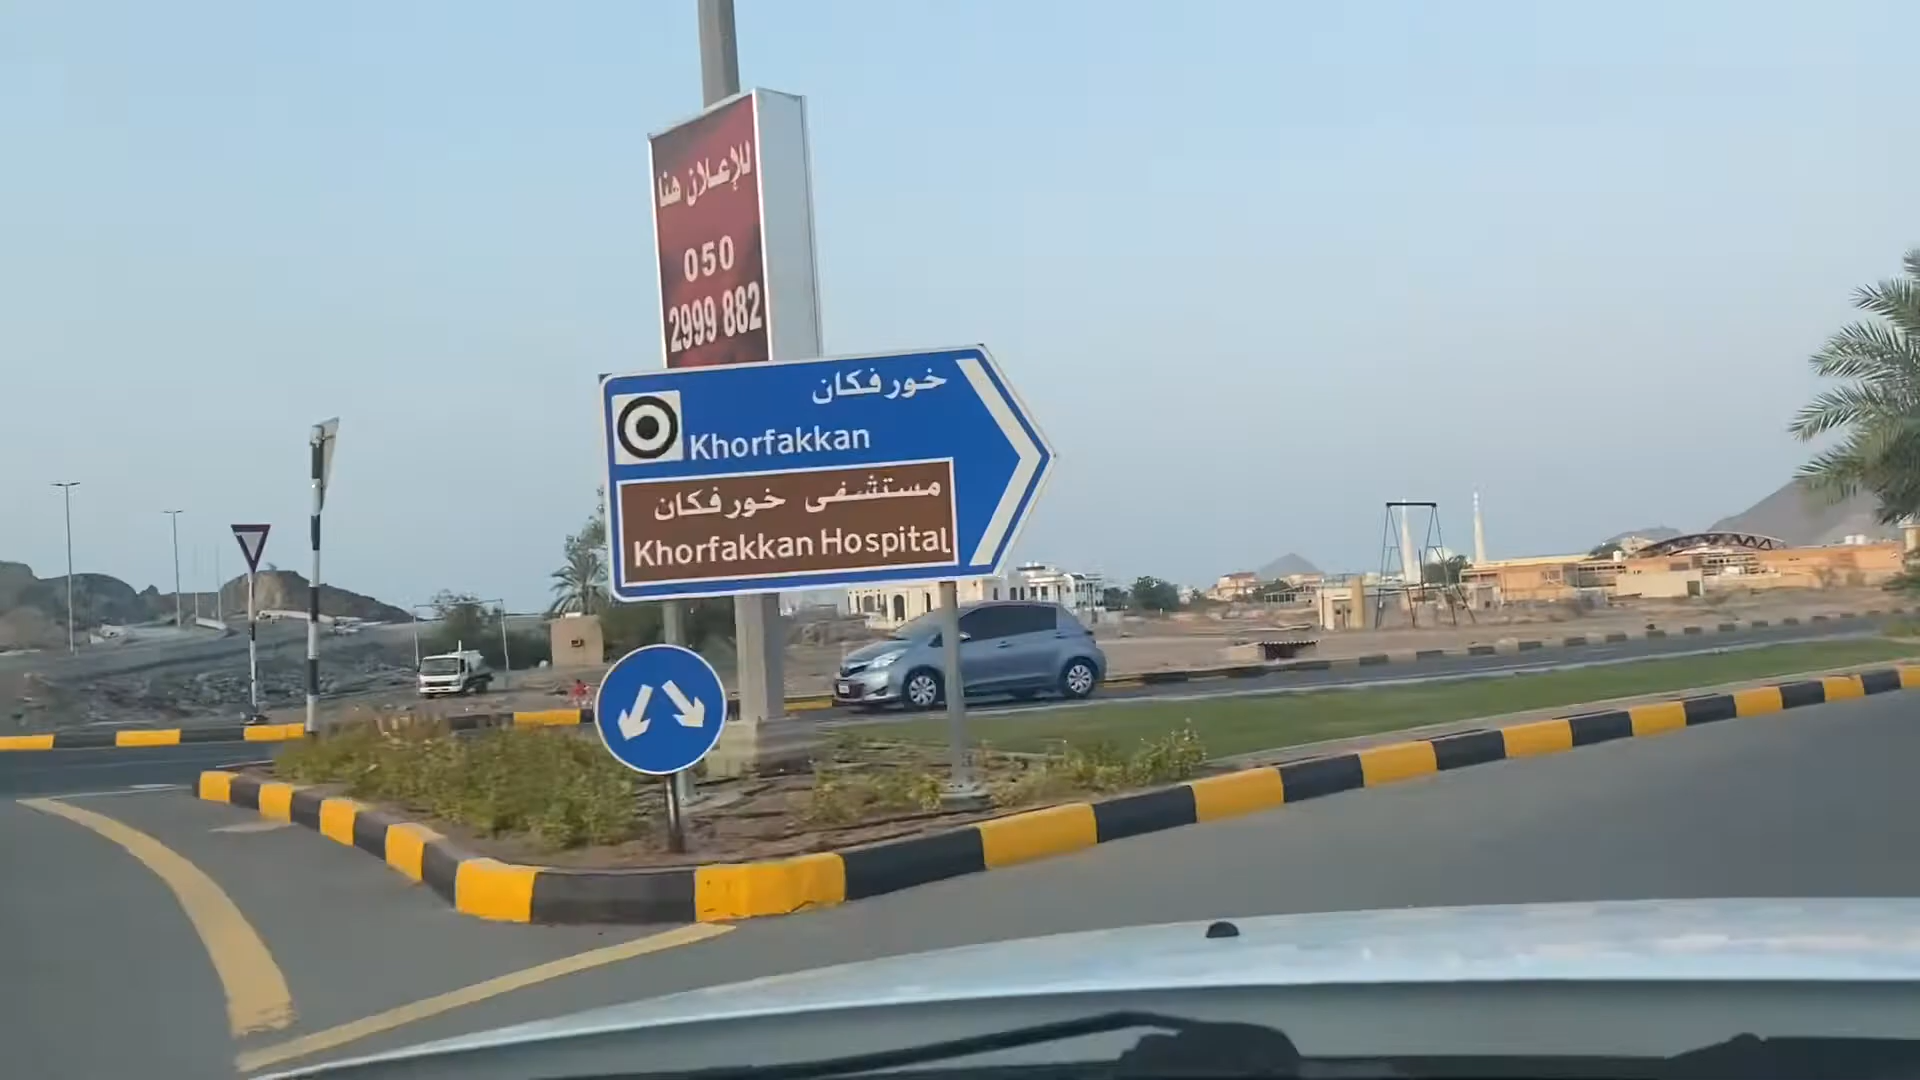 للإعلان هنا
050
2999 882
خورفكان
Khorfakkan
مستشفى خورفكان
Khorfakkan Hospital